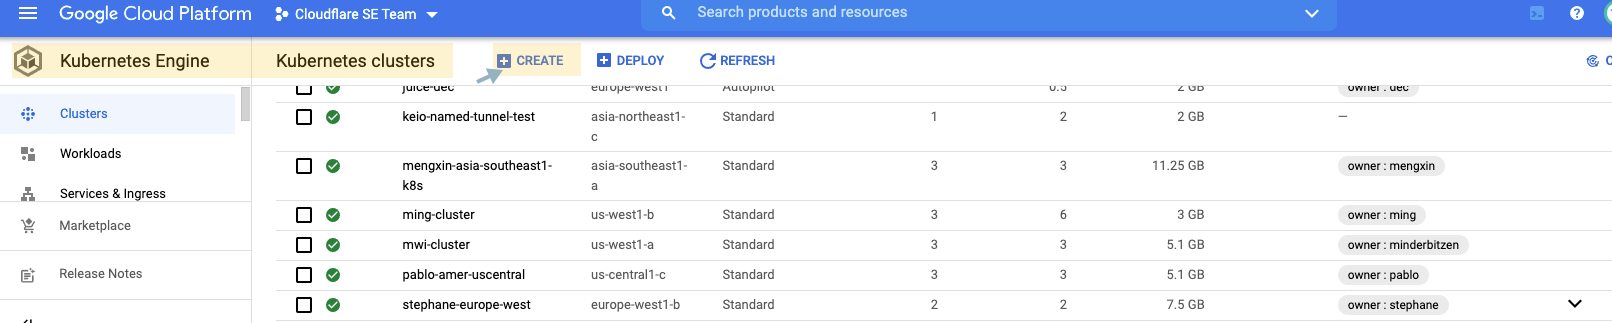 Google Cloud Platform Cloudflare SE Team Search products and resources
Kubernetes Engine Kubernetes clusters CREATE DEPLOY REFRESH
juice-dec europe-west1 Autopilot 0.5 2 GB owner : dec
Clusters
keio-named-tunnel-test asia-northeast1- Standard 1 2 2 GB —
c
Workloads
mengxin-asia-southeast1- asia-southeast1- Standard 3 3 11.25 GB owner : mengxin
k8s a
Services & Ingress
ming-cluster us-west1-b Standard 3 6 3 GB owner : ming
Marketplace
mwi-cluster us-west1-a Standard 3 3 5.1 GB owner : minderbitzen
Release Notes
pablo-amer-uscentral us-central1-c Standard 3 3 5.1 GB owner : pablo
stephane-europe-west europe-west1-b Standard 2 2 7.5 GB owner : stephane